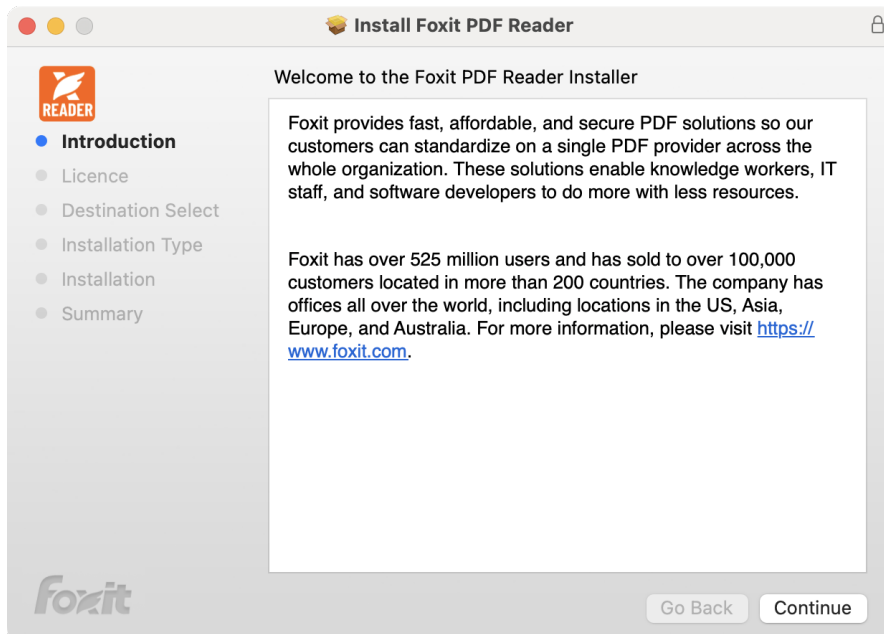 Install Foxit PDF Reader
READER
Welcome to the Foxit PDF Reader Installer
Introduction
Licence
Destination Select
Installation Type
Installation
Summary
Foxit provides fast, affordable, and secure PDF solutions so our
customers can standardize on a single PDF provider across the
whole organization. These solutions enable knowledge workers, IT
staff, and software developers to do more with less resources.
Foxit has over 525 million users and has sold to over 100,000
customers located in more than 200 countries. The company has
offices all over the world, including locations in the US, Asia,
Europe, and Australia. For more information, please visit https://
www.foxit.com.
foxit
Go Back
Continue